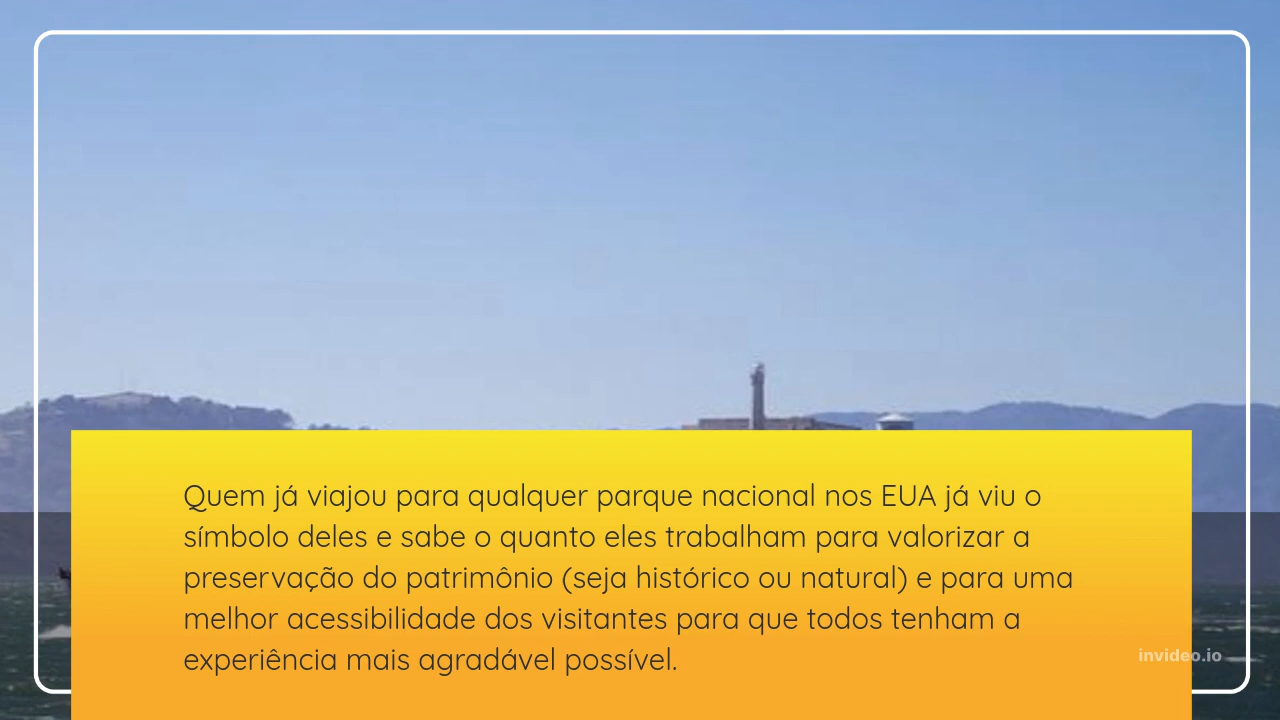 Quem já viajou para qualquer parque nacional nos EUA já viu o
símbolo deles e sabe o quanto eles trabalham para valorizar a
preservação do patrimônio (seja histórico ou natural) e para uma
melhor acessibilidade dos visitantes para que todos tenham a
experiência mais agradável possível.
invideo.io